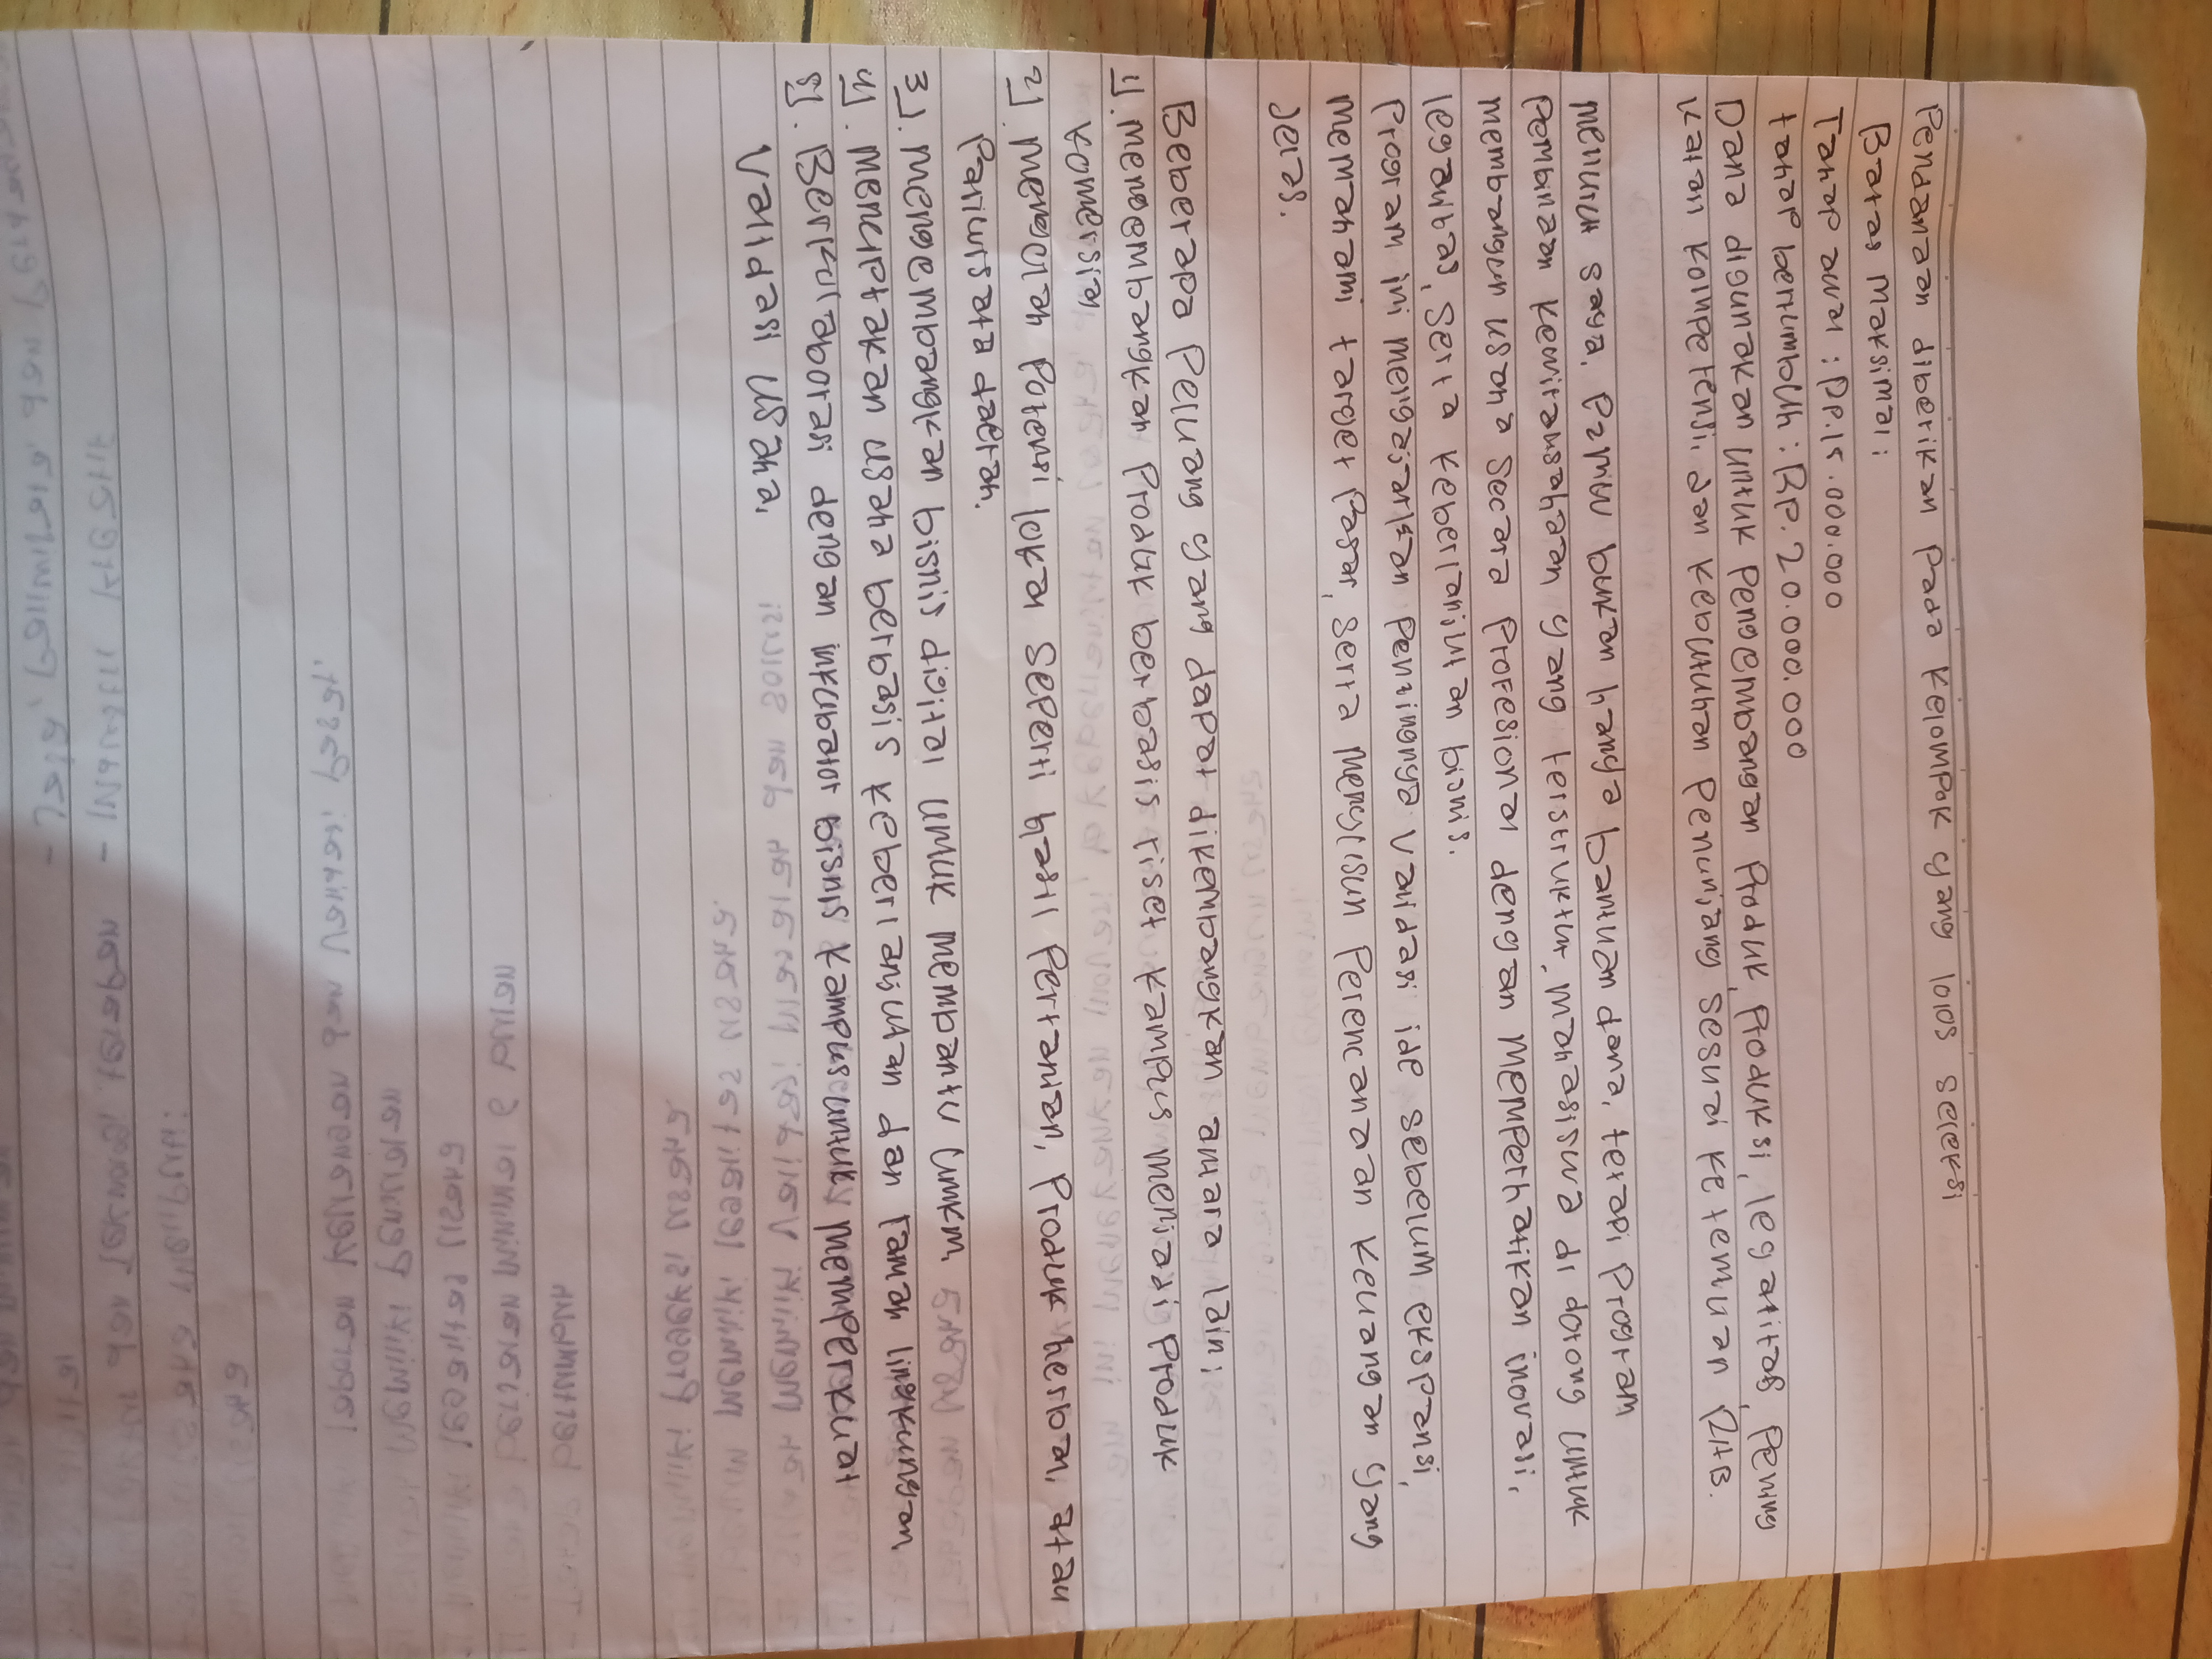 Pendanaan diberikan pada kelompok yang lolos seleksi
Batas Maksimal :
Tahap awal : Rp.15.000.000
tahap bertumbuh : Rp. 20.000.000
Dana digunakan untuk pengembangan produk, produksi, legalitas, pening
katan kompetensi, dan kebutuhan penunjang sesuai ketemuan RAB.
menurut saya, P2MW bukan hanya bantuan dana, tetapi program
pembinaan kewirausahaan yang terstruktur, mahasiswa di dorong untuk
membangun usaha secara profesional dengan memperhatikan inovasi,
legalitas, serta keberlanjutan bisnis.
Program ini mengajarkan pentingnya validasi ide sebelum ekspansi,
memahami target pasar, serta menyusun perencanaan keuangan yang
jelas.
Beberapa peluang yang dapat dikembangkan antara lain :
1). mengembangkan produk berbasis riset kampus menjadi produk
komersial
2). mengolah potensi lokal seperti hasil pertanian, produk herbal, atau
pariwisata daerah.
3). mengembangkan bisnis digital untuk membantu umkm.
4). menciptakan usaha berbasis keberlanjutan dan ramah lingkungan.
5). Berkolaborasi dengan inkubator bisnis kampus untuk memperkuat
validasi usaha.